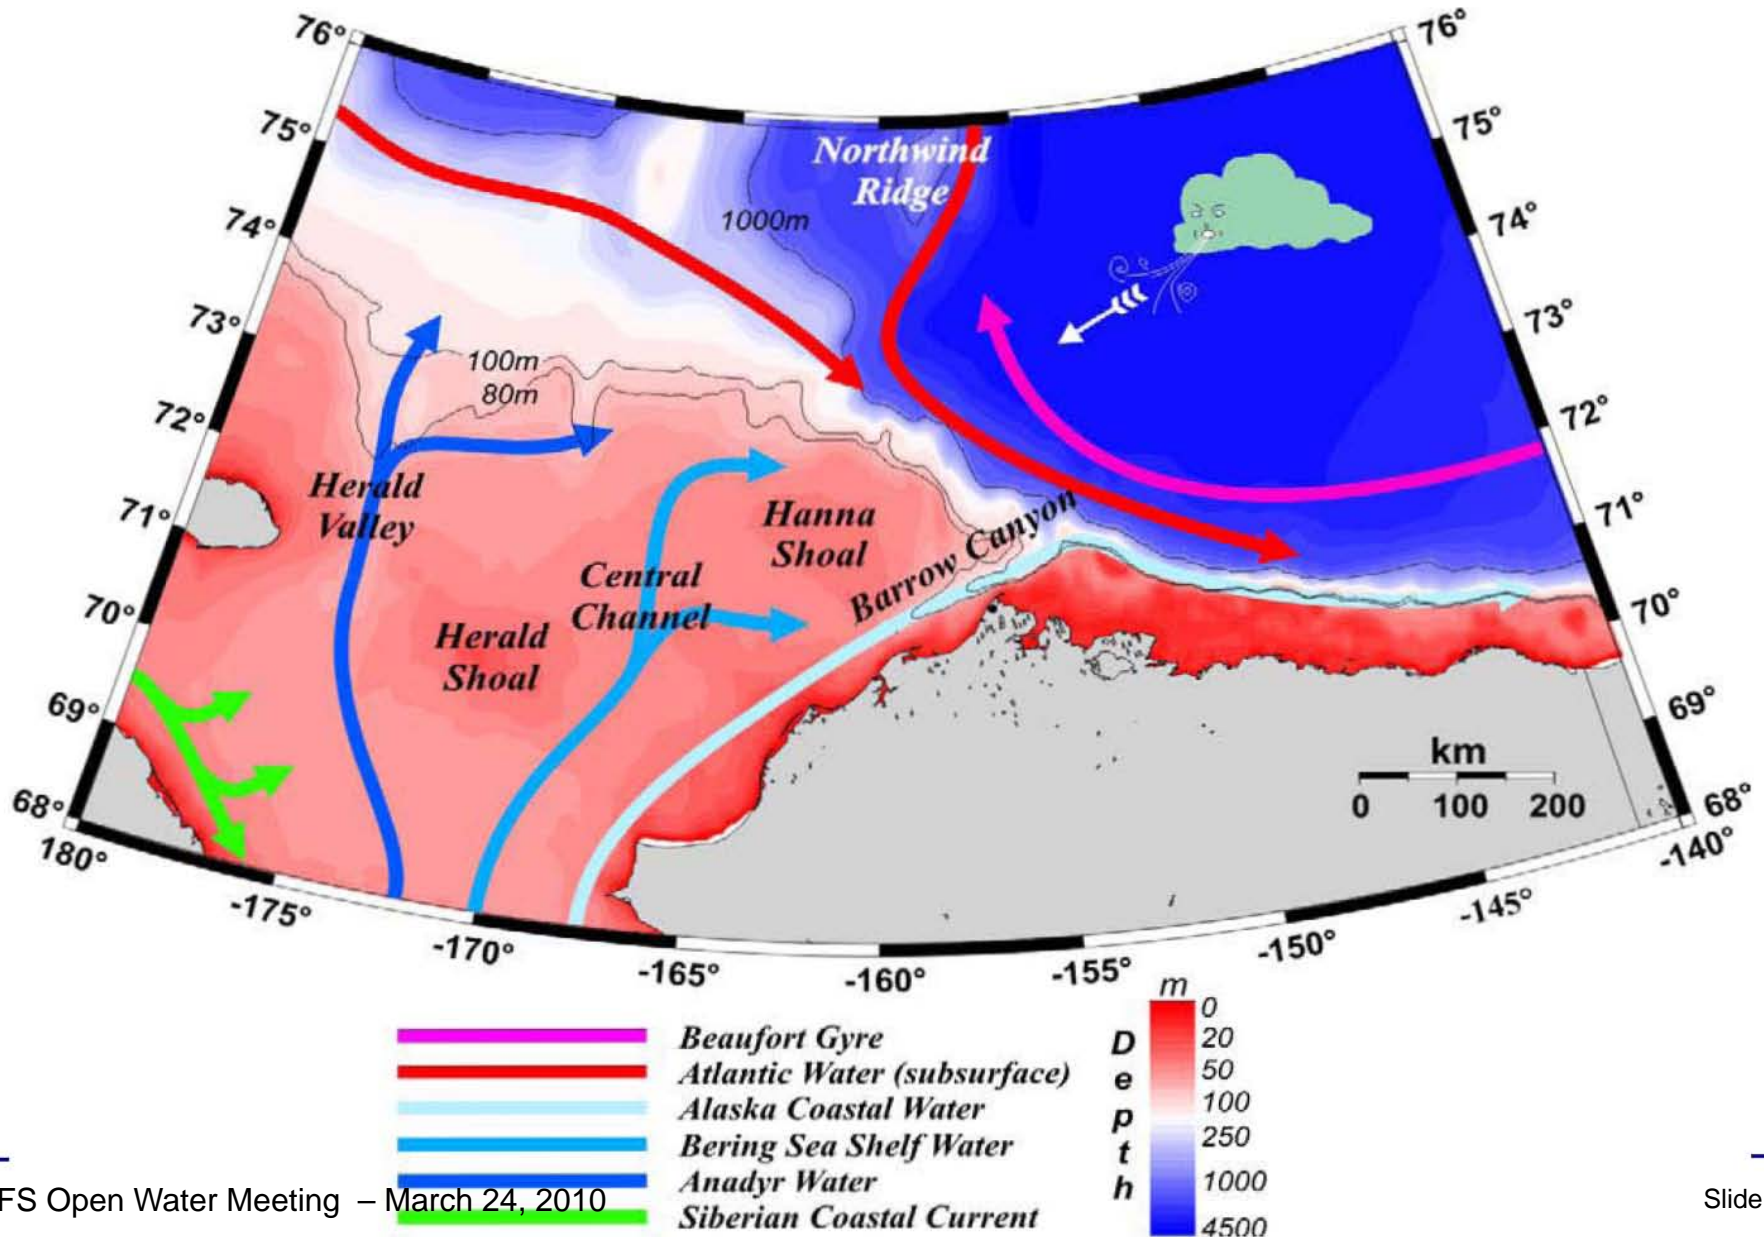 76°
75°
74°
73°
72°
71°
70°
69°
68°
76°
75°
74°
73°
72°
71°
70°
69°
68°
180°
-175°
-170°
-165°
-160°
-155°
-150°
-145°
-140°
Northwind
Ridge
1000m
100m
80m
Herald
Valley
Hanna
Shoal
Central
Channel
Barrow Canyon
Herald
Shoal
km
0 100 200
Beaufort Gyre
Atlantic Water (subsurface)
Alaska Coastal Water
Bering Sea Shelf Water
Anadyr Water
Siberian Coastal Current
Depth
m
0
20
50
100
250
1000
4500
FS Open Water Meeting – March 24, 2010
Slide